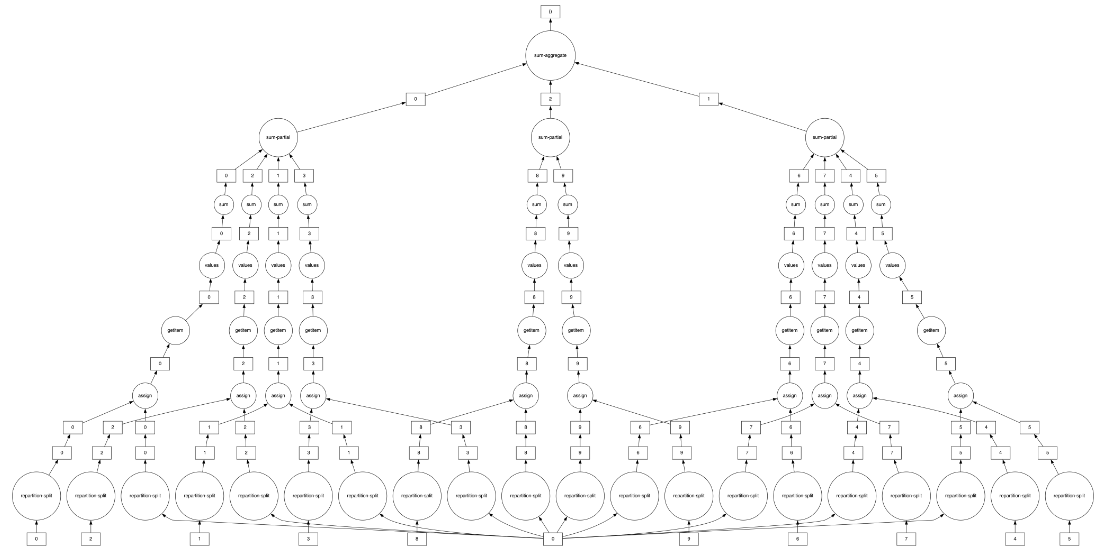 0
sum-aggregate
0 2 1
sum-partial sum-partial sum-partial
0 2 1 3 8 9 6 7 4 5
sum sum sum sum sum sum sum sum sum sum
0 2 1 3 8 9 6 7 4 5
values values values values values values values values values values
0 2 1 3 8 9 6 7 4 5
getitem getitem getitem getitem getitem getitem getitem getitem getitem getitem
0 2 1 3 8 9 6 7 4 5
assign assign assign assign assign assign assign assign assign assign
0 2 0 1 2 3 1 8 3 8 9 6 9 7 6 4 7 5 4 5
0 2 0 1 2 3 1 8 3 8 9 6 9 7 6 4 7 5 4 5
repartition-split repartition-split repartition-split repartition-split repartition-split repartition-split repartition-split repartition-split repartition-split repartition-split repartition-split repartition-split repartition-split repartition-split repartition-split repartition-split repartition-split repartition-split repartition-split repartition-split
0 2 1 3 8 0 9 6 7 4 5